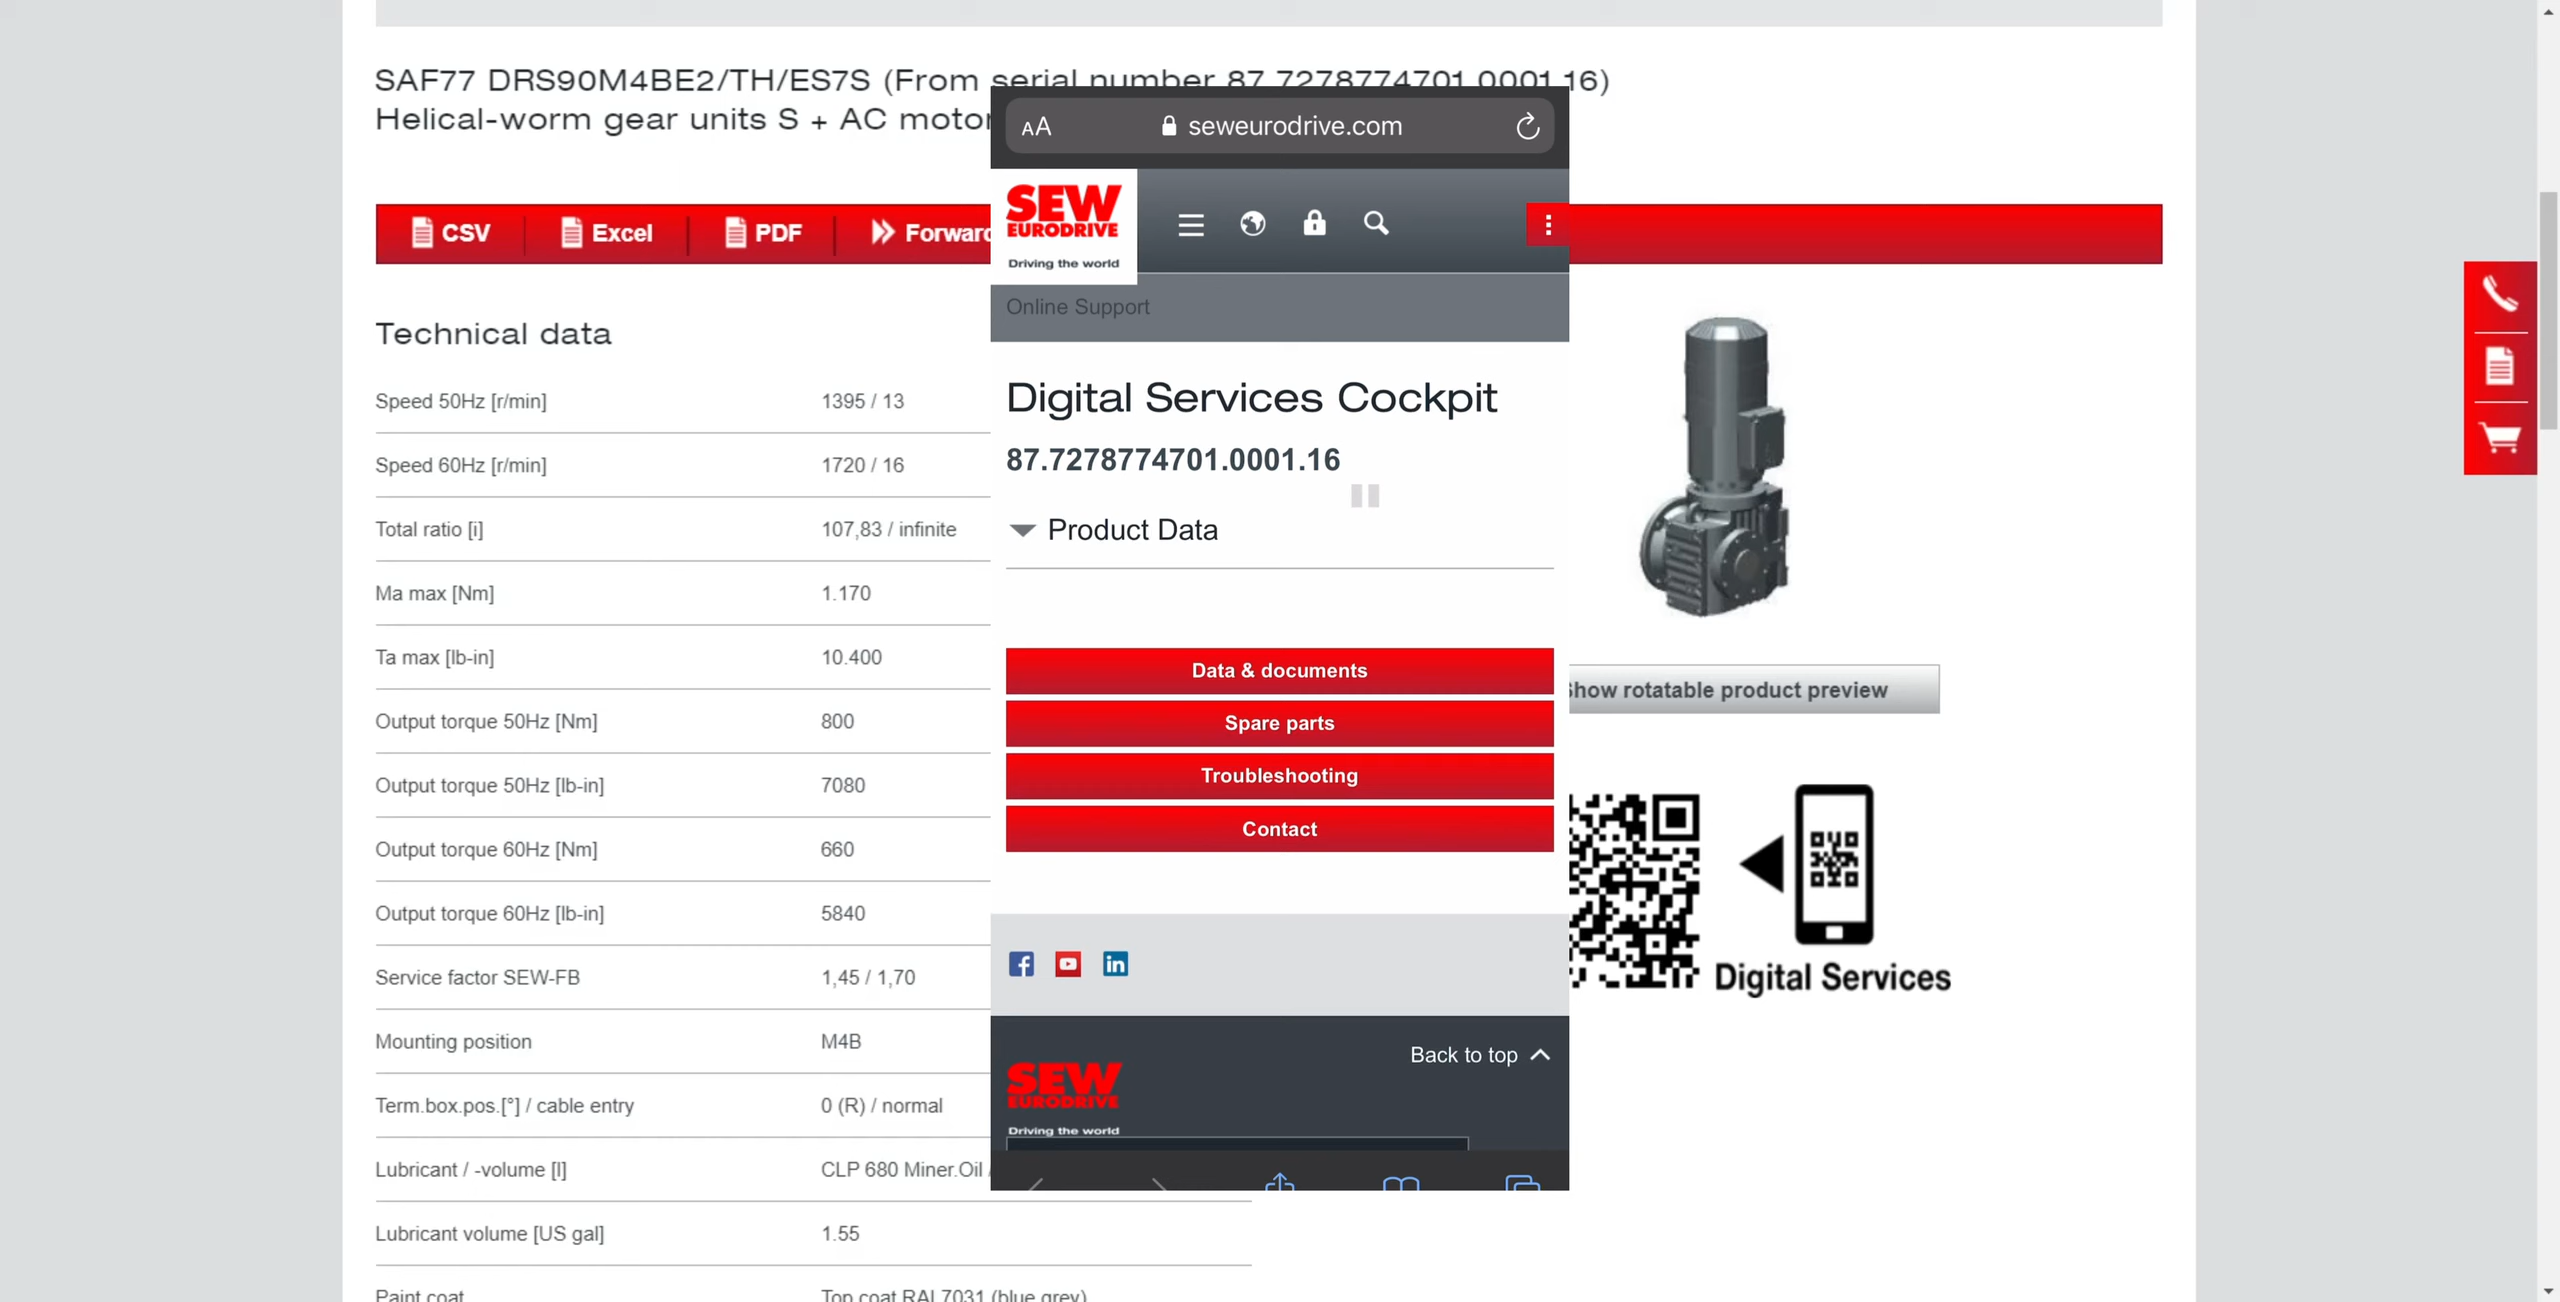 SAF77 DRS90M4BE2/TH/ES7S (From serial number 87.7278774701.0001.16)
Helical-worm gear units S + AC motor
CSV
Excel
PDF
Forward
Technical data
Speed 50Hz [r/min] 1395 / 13
Speed 60Hz [r/min] 1720 / 16
Total ratio [i] 107,83 / infinite
Ma max [Nm] 1.170
Ta max [lb-in] 10.400
Output torque 50Hz [Nm] 800
Output torque 50Hz [lb-in] 7080
Output torque 60Hz [Nm] 660
Output torque 60Hz [lb-in] 5840
Service factor SEW-FB 1,45 / 1,70
Mounting position M4B
Term.box.pos.[°] / cable entry 0 (R) / normal
Lubricant / -volume [l] CLP 680 Miner.Oil /
Lubricant volume [US gal] 1.55
Paint coat Top coat RAL7031 (blue grey)
AA seweurodrive.com
SEW
EURODRIVE
Driving the world
Online Support
Digital Services Cockpit
87.7278774701.0001.16
Product Data
Data & documents
Spare parts
Troubleshooting
Contact
Back to top
SEW
EURODRIVE
Driving the world
Show rotatable product preview
Digital Services